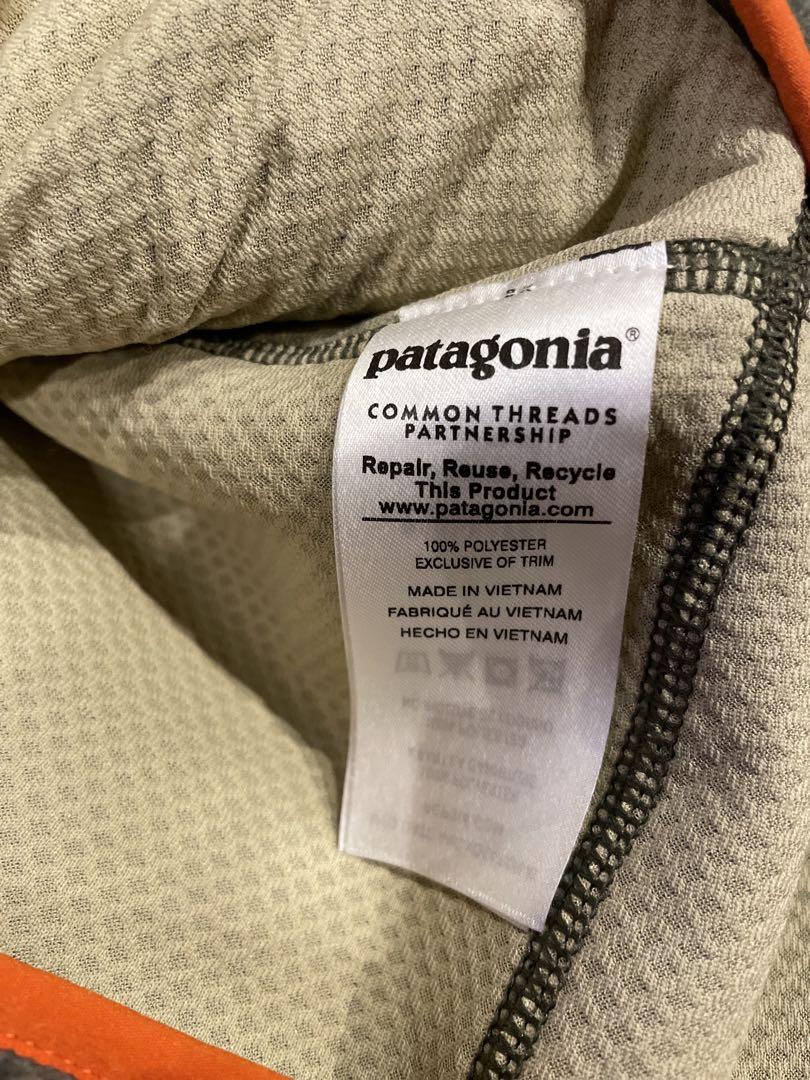 patagonia®
COMMON THREADS
PARTNERSHIP
Repair, Reuse, Recycle
This Product
www.patagonia.com
100% POLYESTER
EXCLUSIVE OF TRIM
MADE IN VIETNAM
FABRIQUÉ AU VIETNAM
HECHO EN VIETNAM